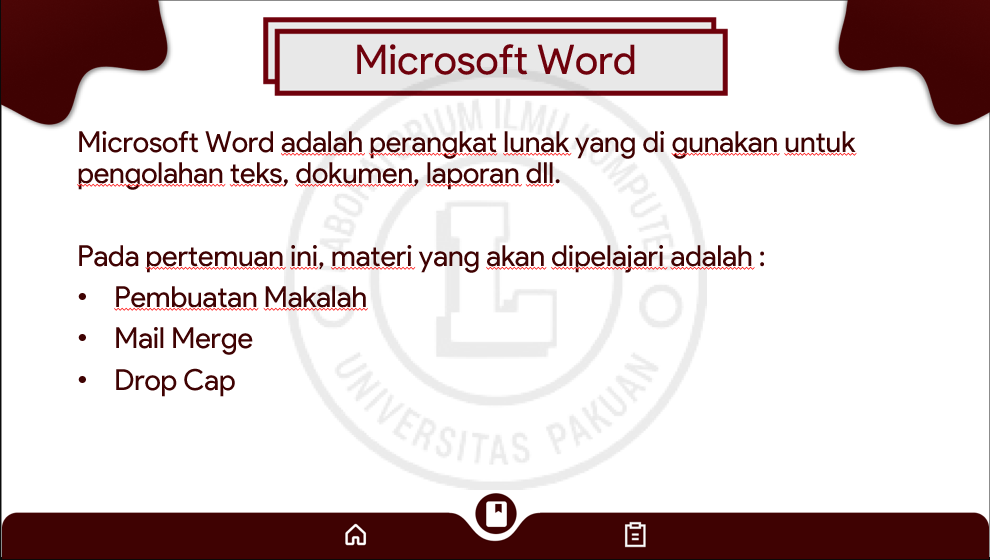 Microsoft Word
Microsoft Word adalah perangkat lunak yang di gunakan untuk
pengolahan teks, dokumen, laporan dll.
Pada pertemuan ini, materi yang akan dipelajari adalah :
• Pembuatan Makalah
• Mail Merge
• Drop Cap
LABORATORIUM ILMU KOMPUTER
UNIVERSITAS PAKUAN